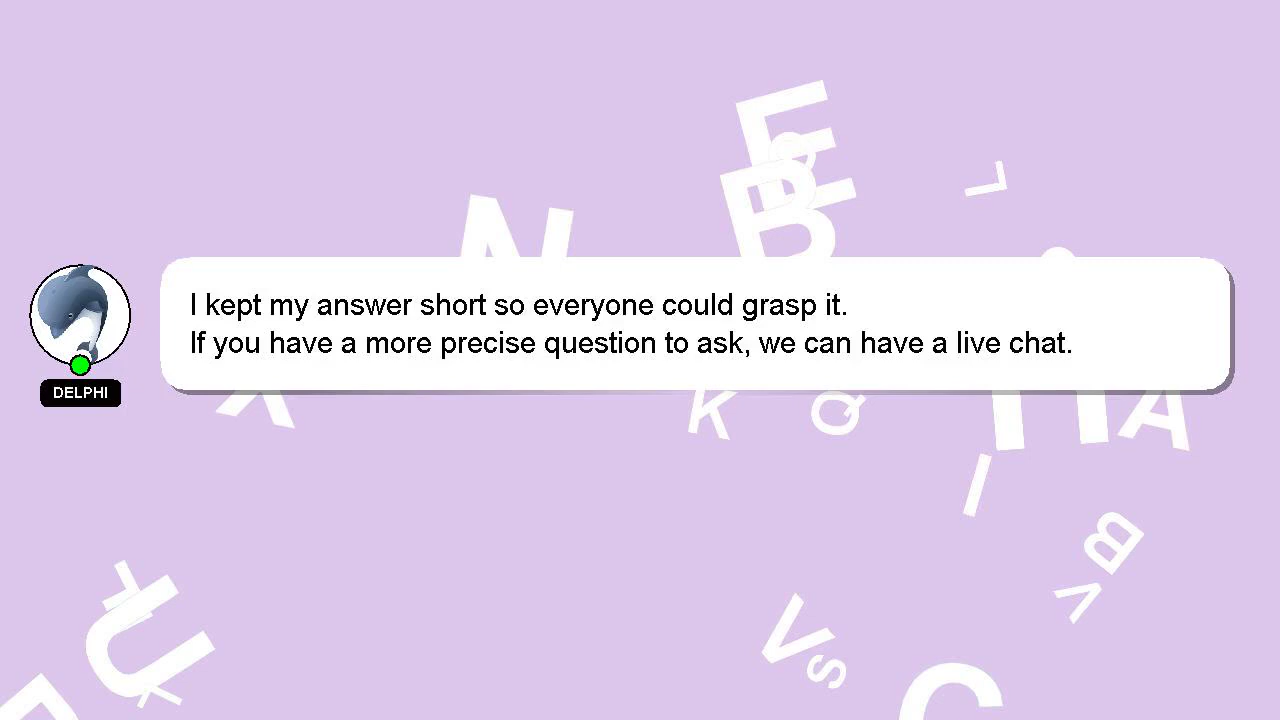 I kept my answer short so everyone could grasp it.
If you have a more precise question to ask, we can have a live chat.
DELPHI